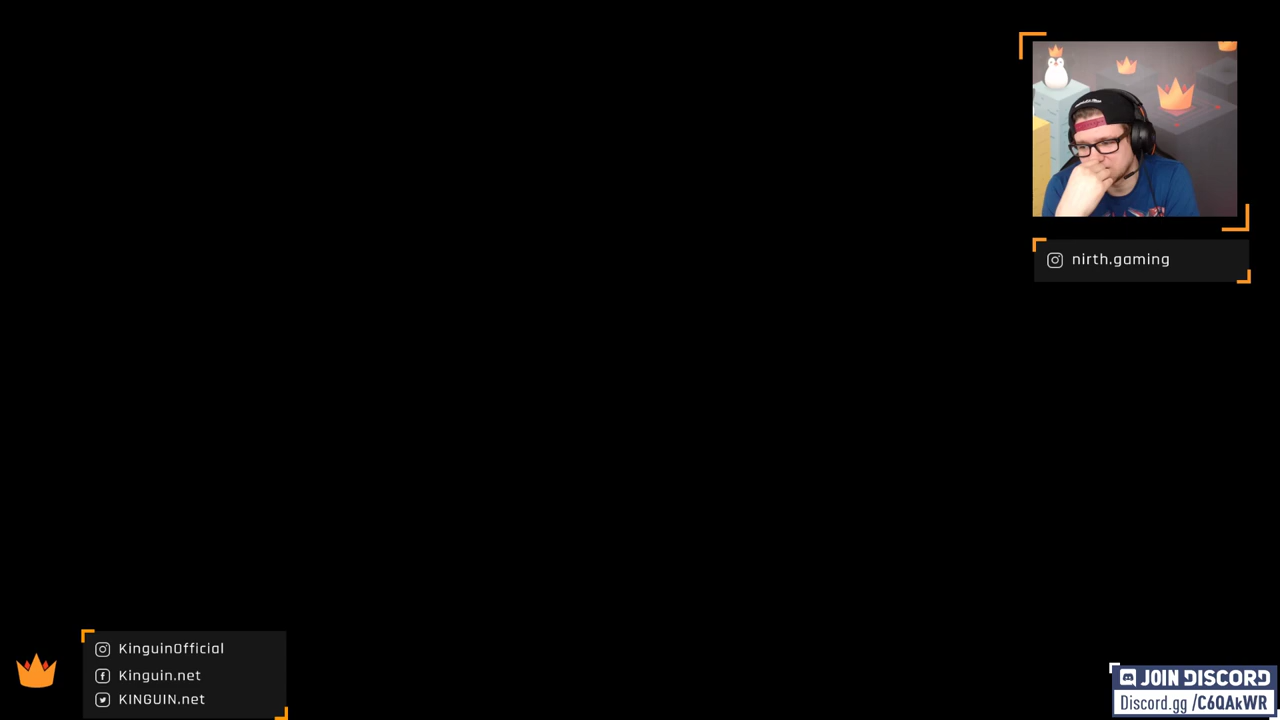 nirth.gaming
KinguinOfficial
Kinguin.net
KINGUIN.net
JOIN DISCORD
Discord.gg /C6QAkWR